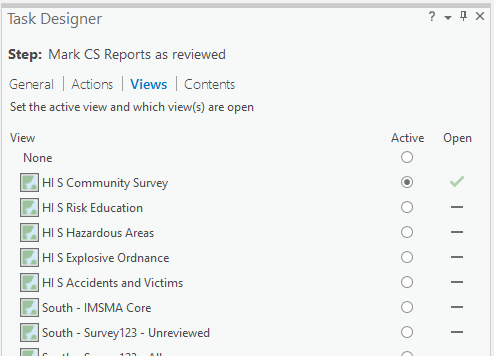 Task Designer
Step: Mark CS Reports as reviewed
General | Actions | Views | Contents
Set the active view and which view(s) are open
View Active Open
None
HI S Community Survey
HI S Risk Education
HI S Hazardous Areas
HI S Explosive Ordnance
HI S Accidents and Victims
South - IMSMA Core
South - Survey123 - Unreviewed